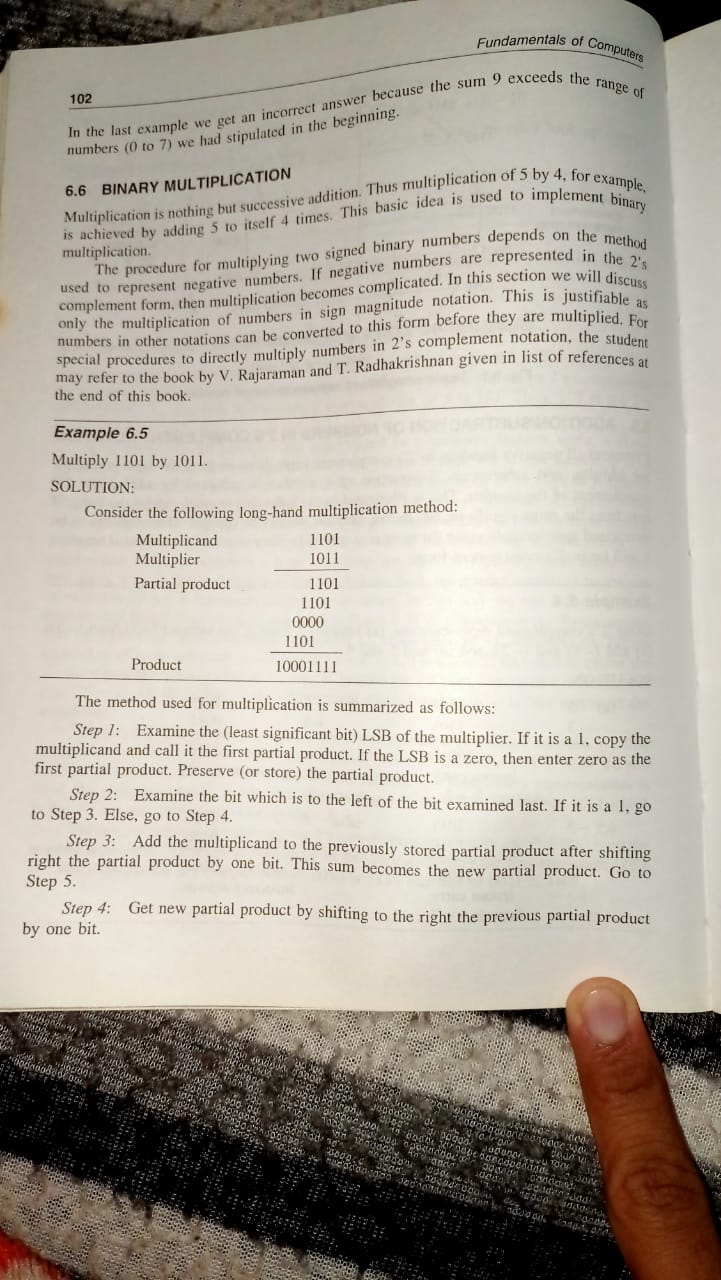 Fundamentals of Computers
102
In the last example we get an incorrect answer because the sum 9 exceeds the range of
numbers (0 to 7) we had stipulated in the beginning.
6.6 BINARY MULTIPLICATION
Multiplication is nothing but successive addition. Thus multiplication of 5 by 4, for example,
is achieved by adding 5 to itself 4 times. This basic idea is used to implement binary
multiplication.
The procedure for multiplying two signed binary numbers depends on the method
used to represent negative numbers. If negative numbers are represented in the 2's
complement form, then multiplication becomes complicated. In this section we will discuss
only the multiplication of numbers in sign magnitude notation. This is justifiable as
numbers in other notations can be converted to this form before they are multiplied. For
special procedures to directly multiply numbers in 2's complement notation, the student
may refer to the book by V. Rajaraman and T. Radhakrishnan given in list of references at
the end of this book.
Example 6.5
Multiply 1101 by 1011.
SOLUTION:
Consider the following long-hand multiplication method:
Multiplicand 1101
Multiplier 1011
Partial product 1101
1101
0000
1101
Product 10001111
The method used for multiplication is summarized as follows:
Step 1: Examine the (least significant bit) LSB of the multiplier. If it is a 1, copy the
multiplicand and call it the first partial product. If the LSB is a zero, then enter zero as the
first partial product. Preserve (or store) the partial product.
Step 2: Examine the bit which is to the left of the bit examined last. If it is a 1, go
to Step 3. Else, go to Step 4.
Step 3: Add the multiplicand to the previously stored partial product after shifting
right the partial product by one bit. This sum becomes the new partial product. Go to
Step 5.
Step 4: Get new partial product by shifting to the right the previous partial product
by one bit.